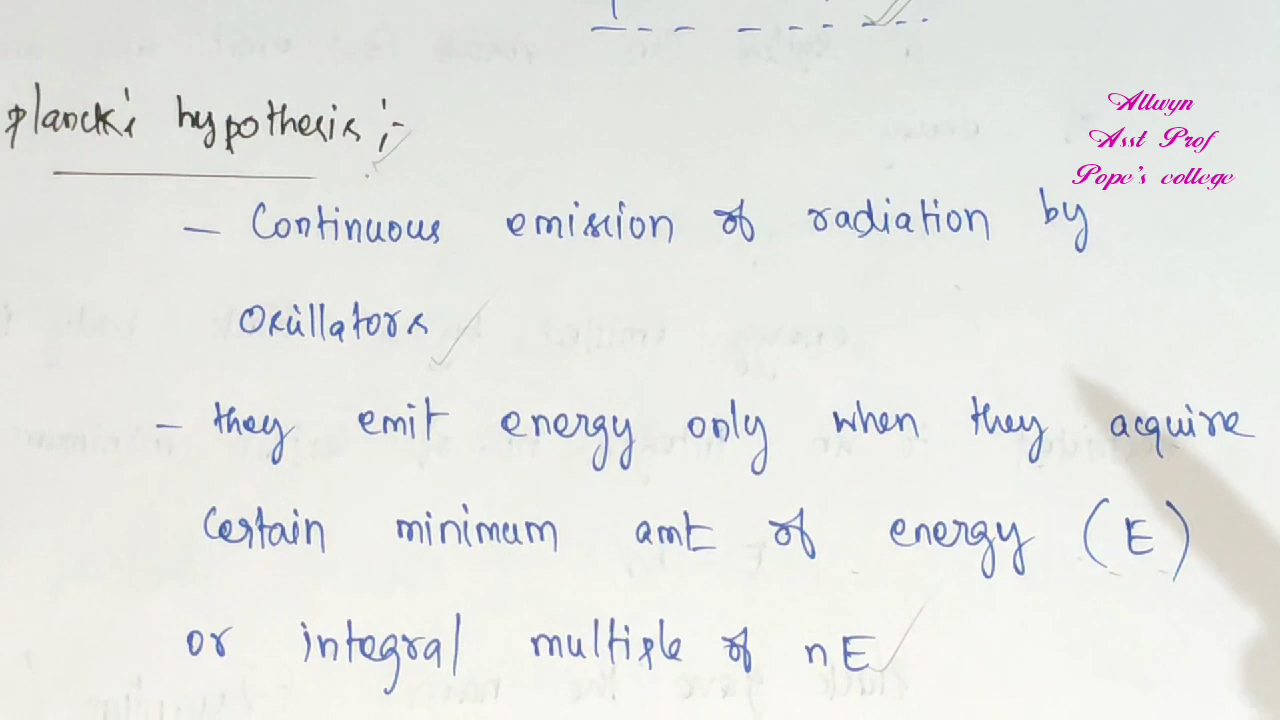 planck's hypothesis ;-
Allwyn
Asst Prof
Pope's college
- Continuous emission of radiation by
oscillators
- they emit energy only when they acquire
certain minimum amt of energy (E)
or integral multiple of nE